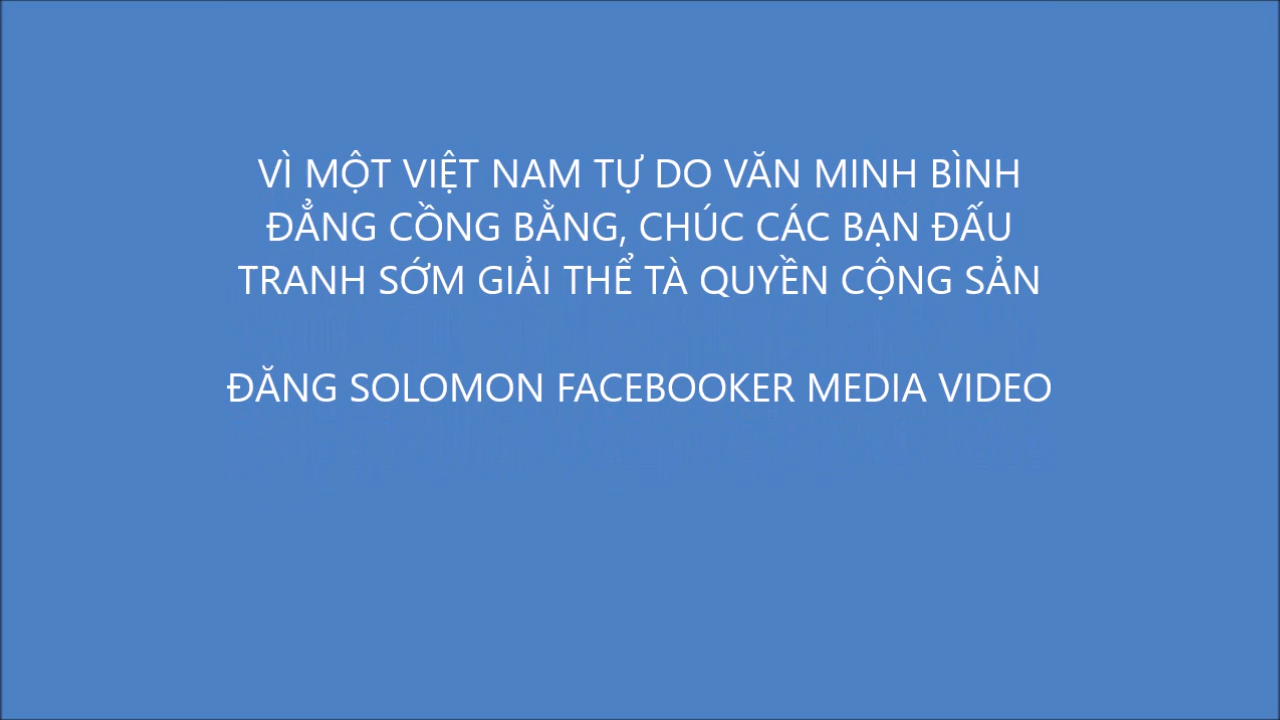 VÌ MỘT VIỆT NAM TỰ DO VĂN MINH BÌNH
ĐẲNG CỒNG BẰNG, CHÚC CÁC BẠN ĐẤU
TRANH SỚM GIẢI THỂ TÀ QUYỀN CỘNG SẢN
ĐĂNG SOLOMON FACEBOOKER MEDIA VIDEO